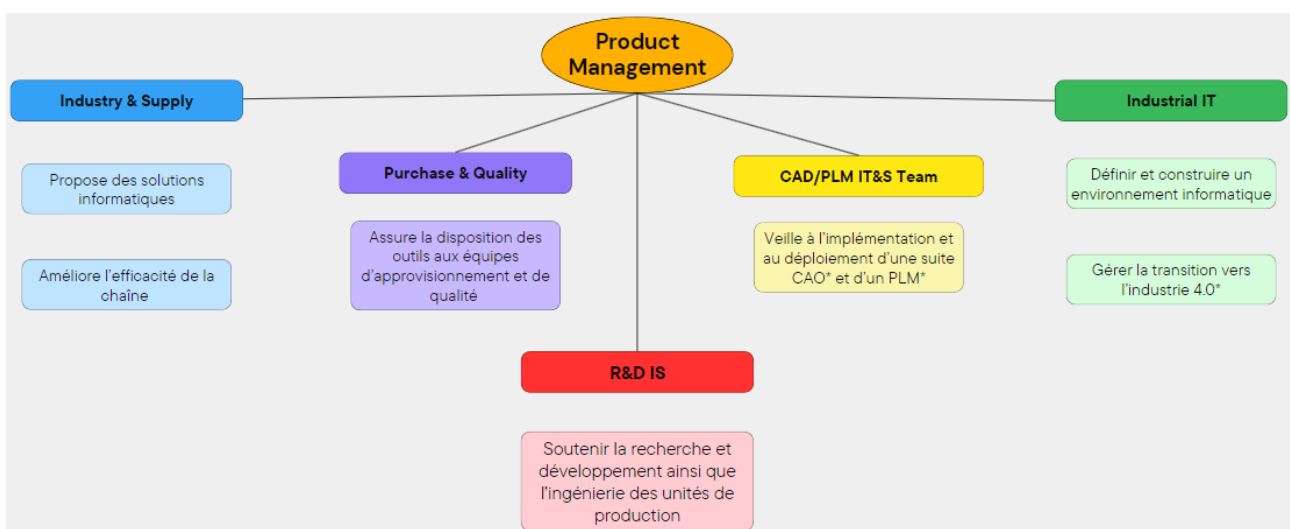 Product
Management
Industry & Supply
Industrial IT
Purchase & Quality
CAD/PLM IT&S Team
Propose des solutions
informatiques
Améliore l'efficacité de la
chaîne
Assure la disposition des
outils aux équipes
d'approvisionnement et de
qualité
Veille à l'implémentation et
au déploiement d'une suite
CAO* et d'un PLM*
Définir et construire un
environnement informatique
Gérer la transition vers
l'industrie 4.0*
R&D IS
Soutenir la recherche et
développement ainsi que
l'ingénierie des unités de
production